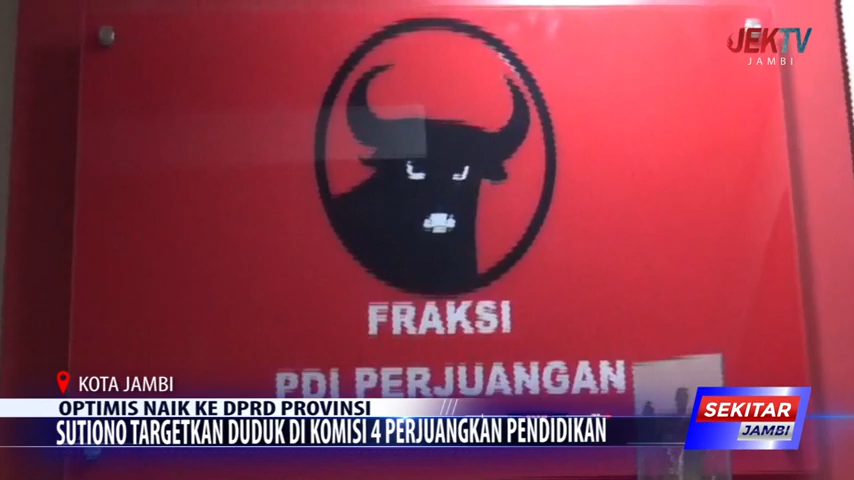 JEKTV
JAMBI
FRAKSI
PDI PERJUANGAN
KOTA JAMBI
OPTIMIS NAIK KE DPRD PROVINSI
SUTIONO TARGETKAN DUDUK DI KOMISI 4 PERJUANGKAN PENDIDIKAN
SEKITAR
JAMBI